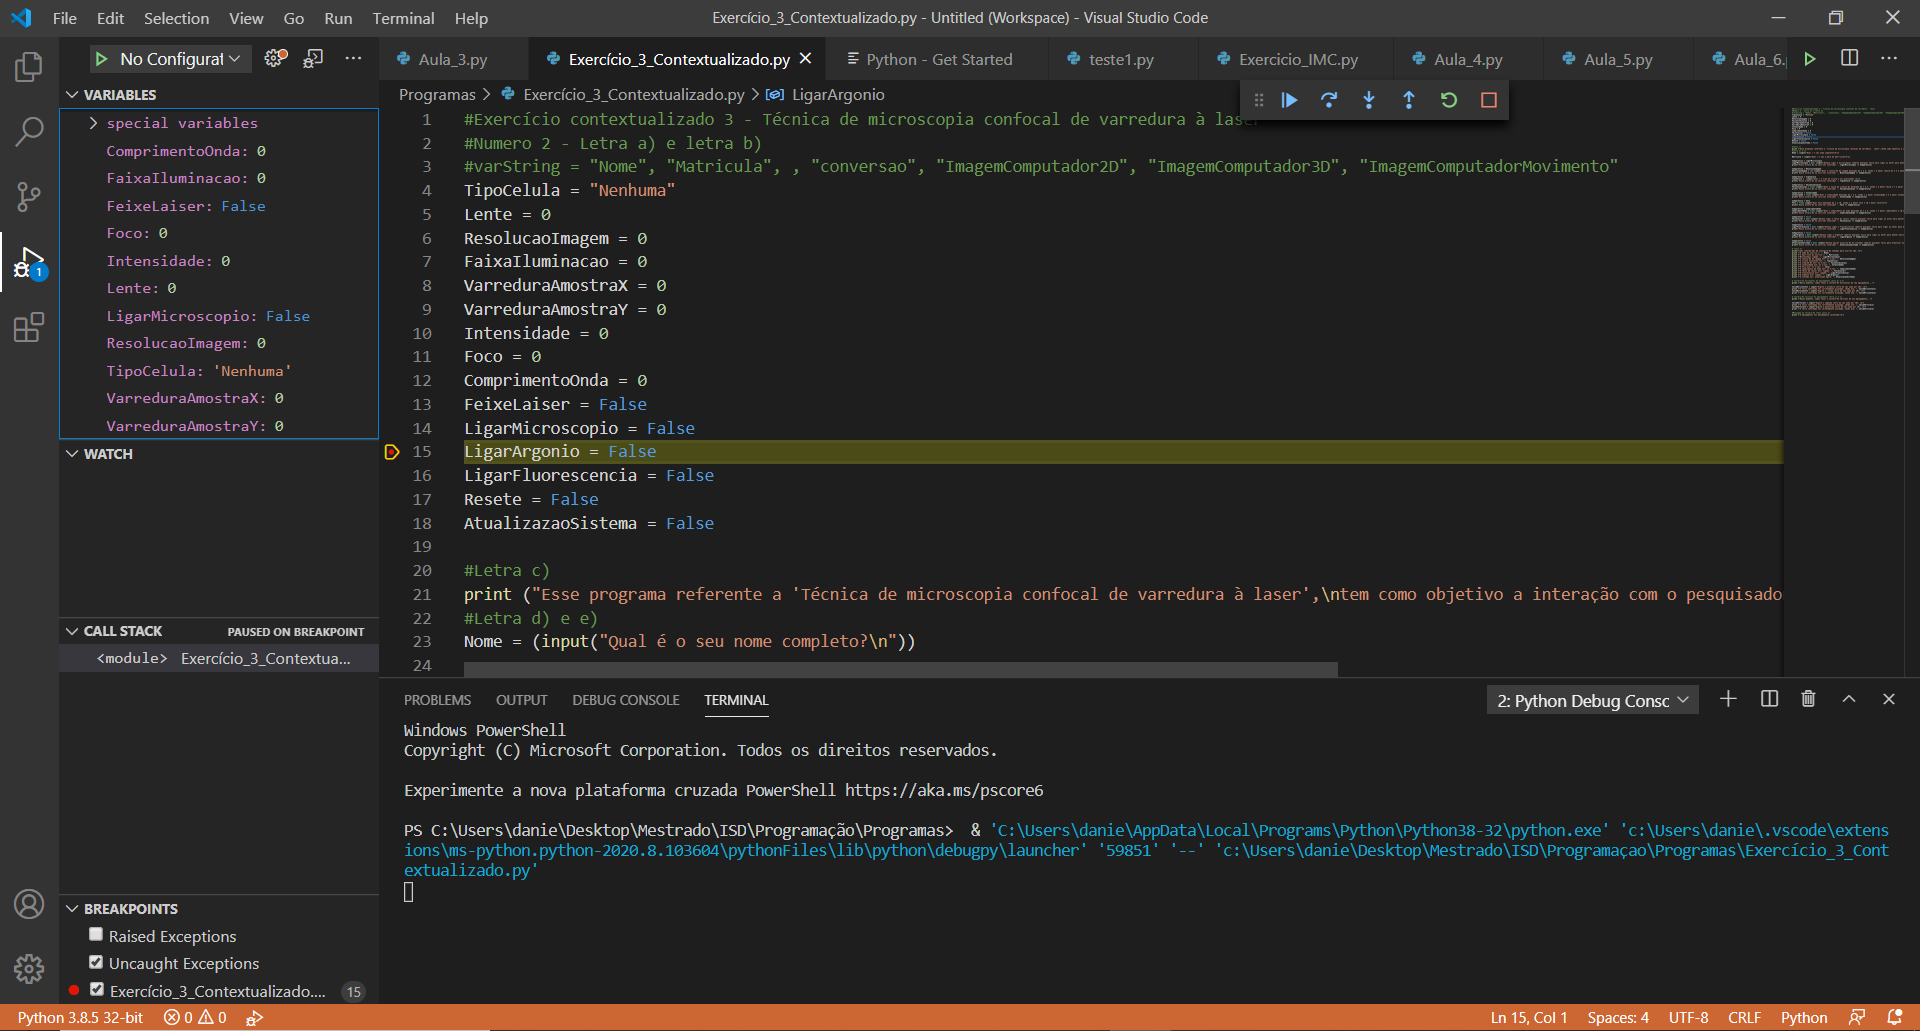 File Edit Selection View Go Run Terminal Help
Exercício_3_Contextualizado.py - Untitled (Workspace) - Visual Studio Code
No Configurat
Aula_3.py
Exercício_3_Contextualizado.py
Python - Get Started
teste1.py
Exercicio_IMC.py
Aula_4.py
Aula_5.py
Aula_6.
Programas > Exercício_3_Contextualizado.py > LigarArgonio
VARIABLES
special variables
ComprimentoOnda: 0
FaixaIluminacao: 0
FeixeLaiser: False
Foco: 0
Intensidade: 0
Lente: 0
LigarMicroscopio: False
ResolucaoImagem: 0
TipoCelula: 'Nenhuma'
VarreduraAmostraX: 0
VarreduraAmostraY: 0
WATCH
CALL STACK PAUSED ON BREAKPOINT
<module> Exercício_3_Contextua...
BREAKPOINTS
Raised Exceptions
Uncaught Exceptions
Exercício_3_Contextualizado.... 15
1
1 #Exercício contextualizado 3 - Técnica de microscopia confocal de varredura à laser
2 #Numero 2 - Letra a) e letra b)
3 #varString = "Nome", "Matricula", , "conversao", "ImagemComputador2D", "ImagemComputador3D", "ImagemComputadorMovimento"
4 TipoCelula = "Nenhuma"
5 Lente = 0
6 ResolucaoImagem = 0
7 FaixaIluminacao = 0
8 VarreduraAmostraX = 0
9 VarreduraAmostraY = 0
10 Intensidade = 0
11 Foco = 0
12 ComprimentoOnda = 0
13 FeixeLaiser = False
14 LigarMicroscopio = False
15 LigarArgonio = False
16 LigarFluorescencia = False
17 Resete = False
18 AtualizazaoSistema = False
19
20 #Letra c)
21 print ("Esse programa referente a 'Técnica de microscopia confocal de varredura à laser',\ntem como objetivo a interação com o pesquisado
22 #Letra d) e e)
23 Nome = (input("Qual é o seu nome completo?\n"))
24
PROBLEMS OUTPUT DEBUG CONSOLE TERMINAL
2: Python Debug Consc
Windows PowerShell
Copyright (C) Microsoft Corporation. Todos os direitos reservados.
Experimente a nova plataforma cruzada PowerShell https://aka.ms/pscore6
PS C:\Users\danie\Desktop\Mestrado\ISD\Programação\Programas>  & 'C:\Users\danie\AppData\Local\Programs\Python\Python38-32\python.exe' 'c:\Users\danie\.vscode\extens
ions\ms-python.python-2020.8.103604\pythonFiles\lib\python\debugpy\launcher' '59851' '--' 'c:\Users\danie\Desktop\Mestrado\ISD\Programaçao\Programas\Exercício_3_Cont
extualizado.py'
Python 3.8.5 32-bit 0 0
Ln 15, Col 1 Spaces: 4 UTF-8 CRLF Python